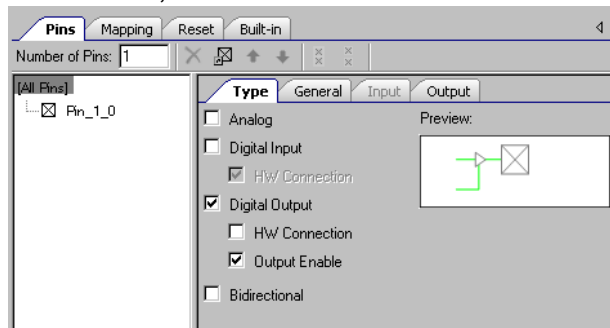 Pins Mapping Reset Built-in
Number of Pins: 1
[All Pins]
Pin_1_0
Type General Input Output
Analog
Preview:
Digital Input
HW Connection
Digital Output
HW Connection
Output Enable
Bidirectional